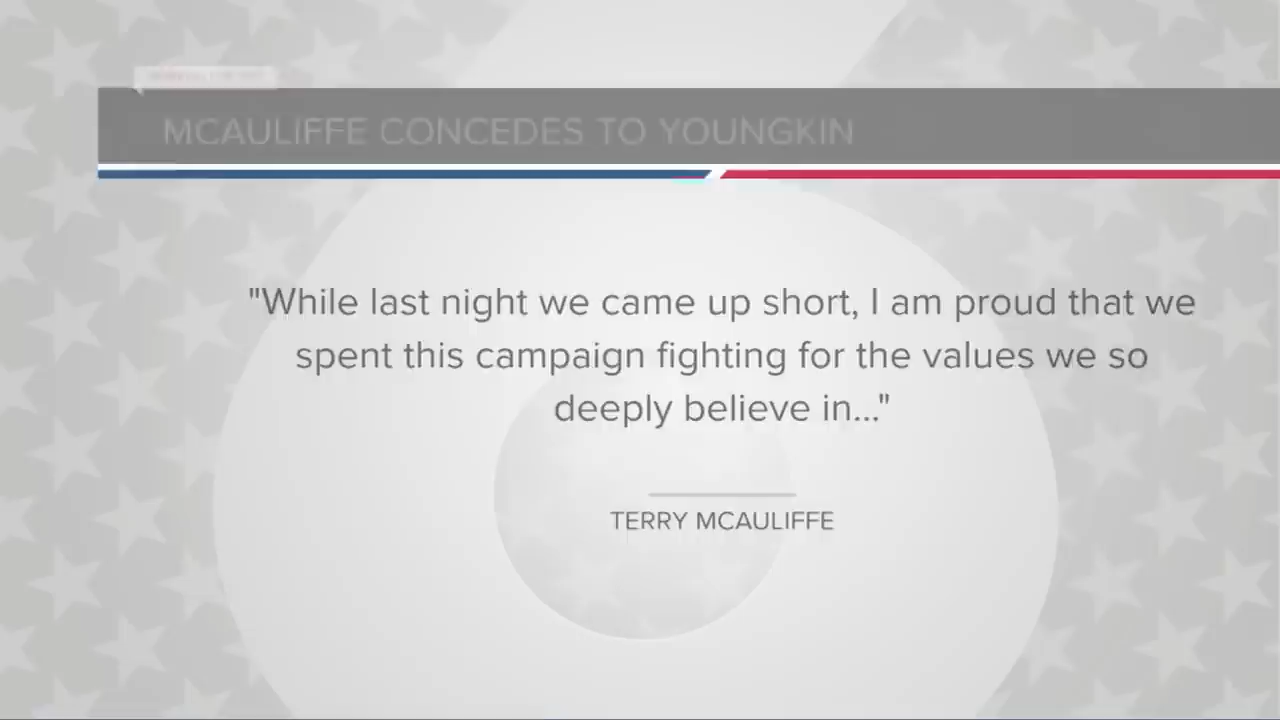 MCAULIFFE CONCEDES TO YOUNGKIN
"While last night we came up short, I am proud that we
spent this campaign fighting for the values we so
deeply believe in..."
TERRY MCAULIFFE